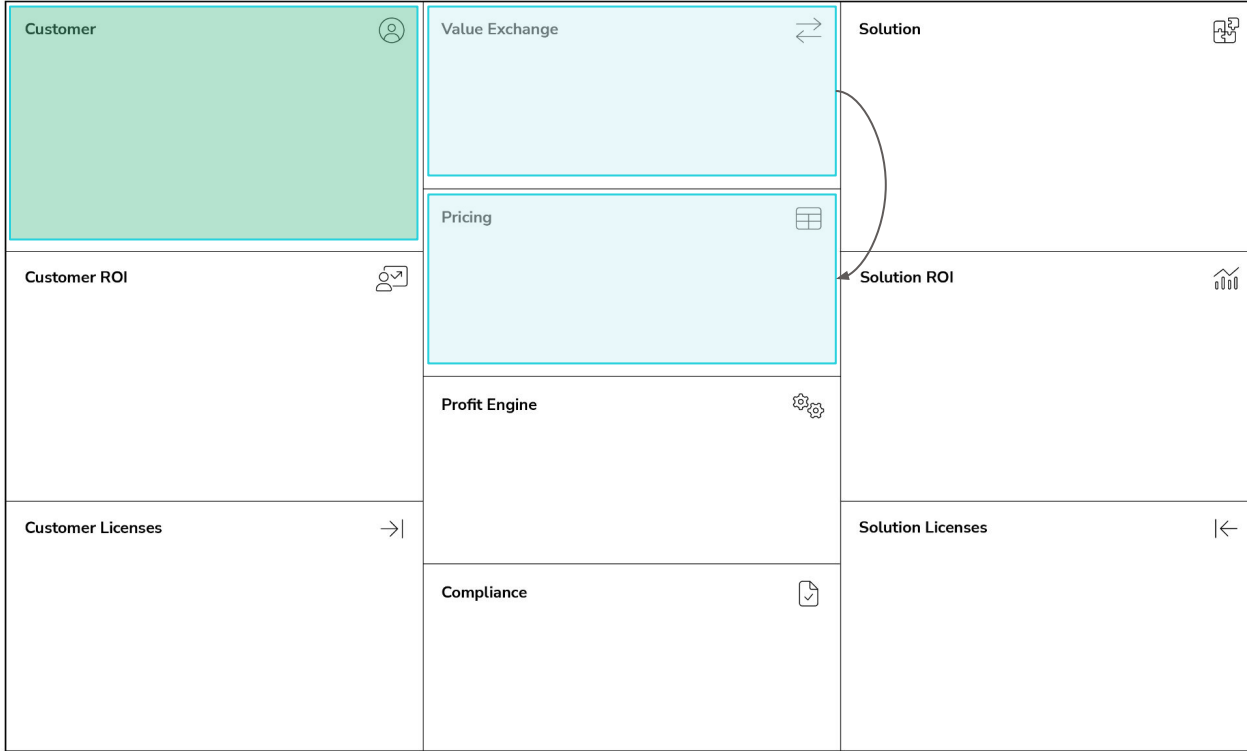 Customer
Value Exchange
Solution
Pricing
Customer ROI
Solution ROI
Profit Engine
Customer Licenses
Solution Licenses
Compliance